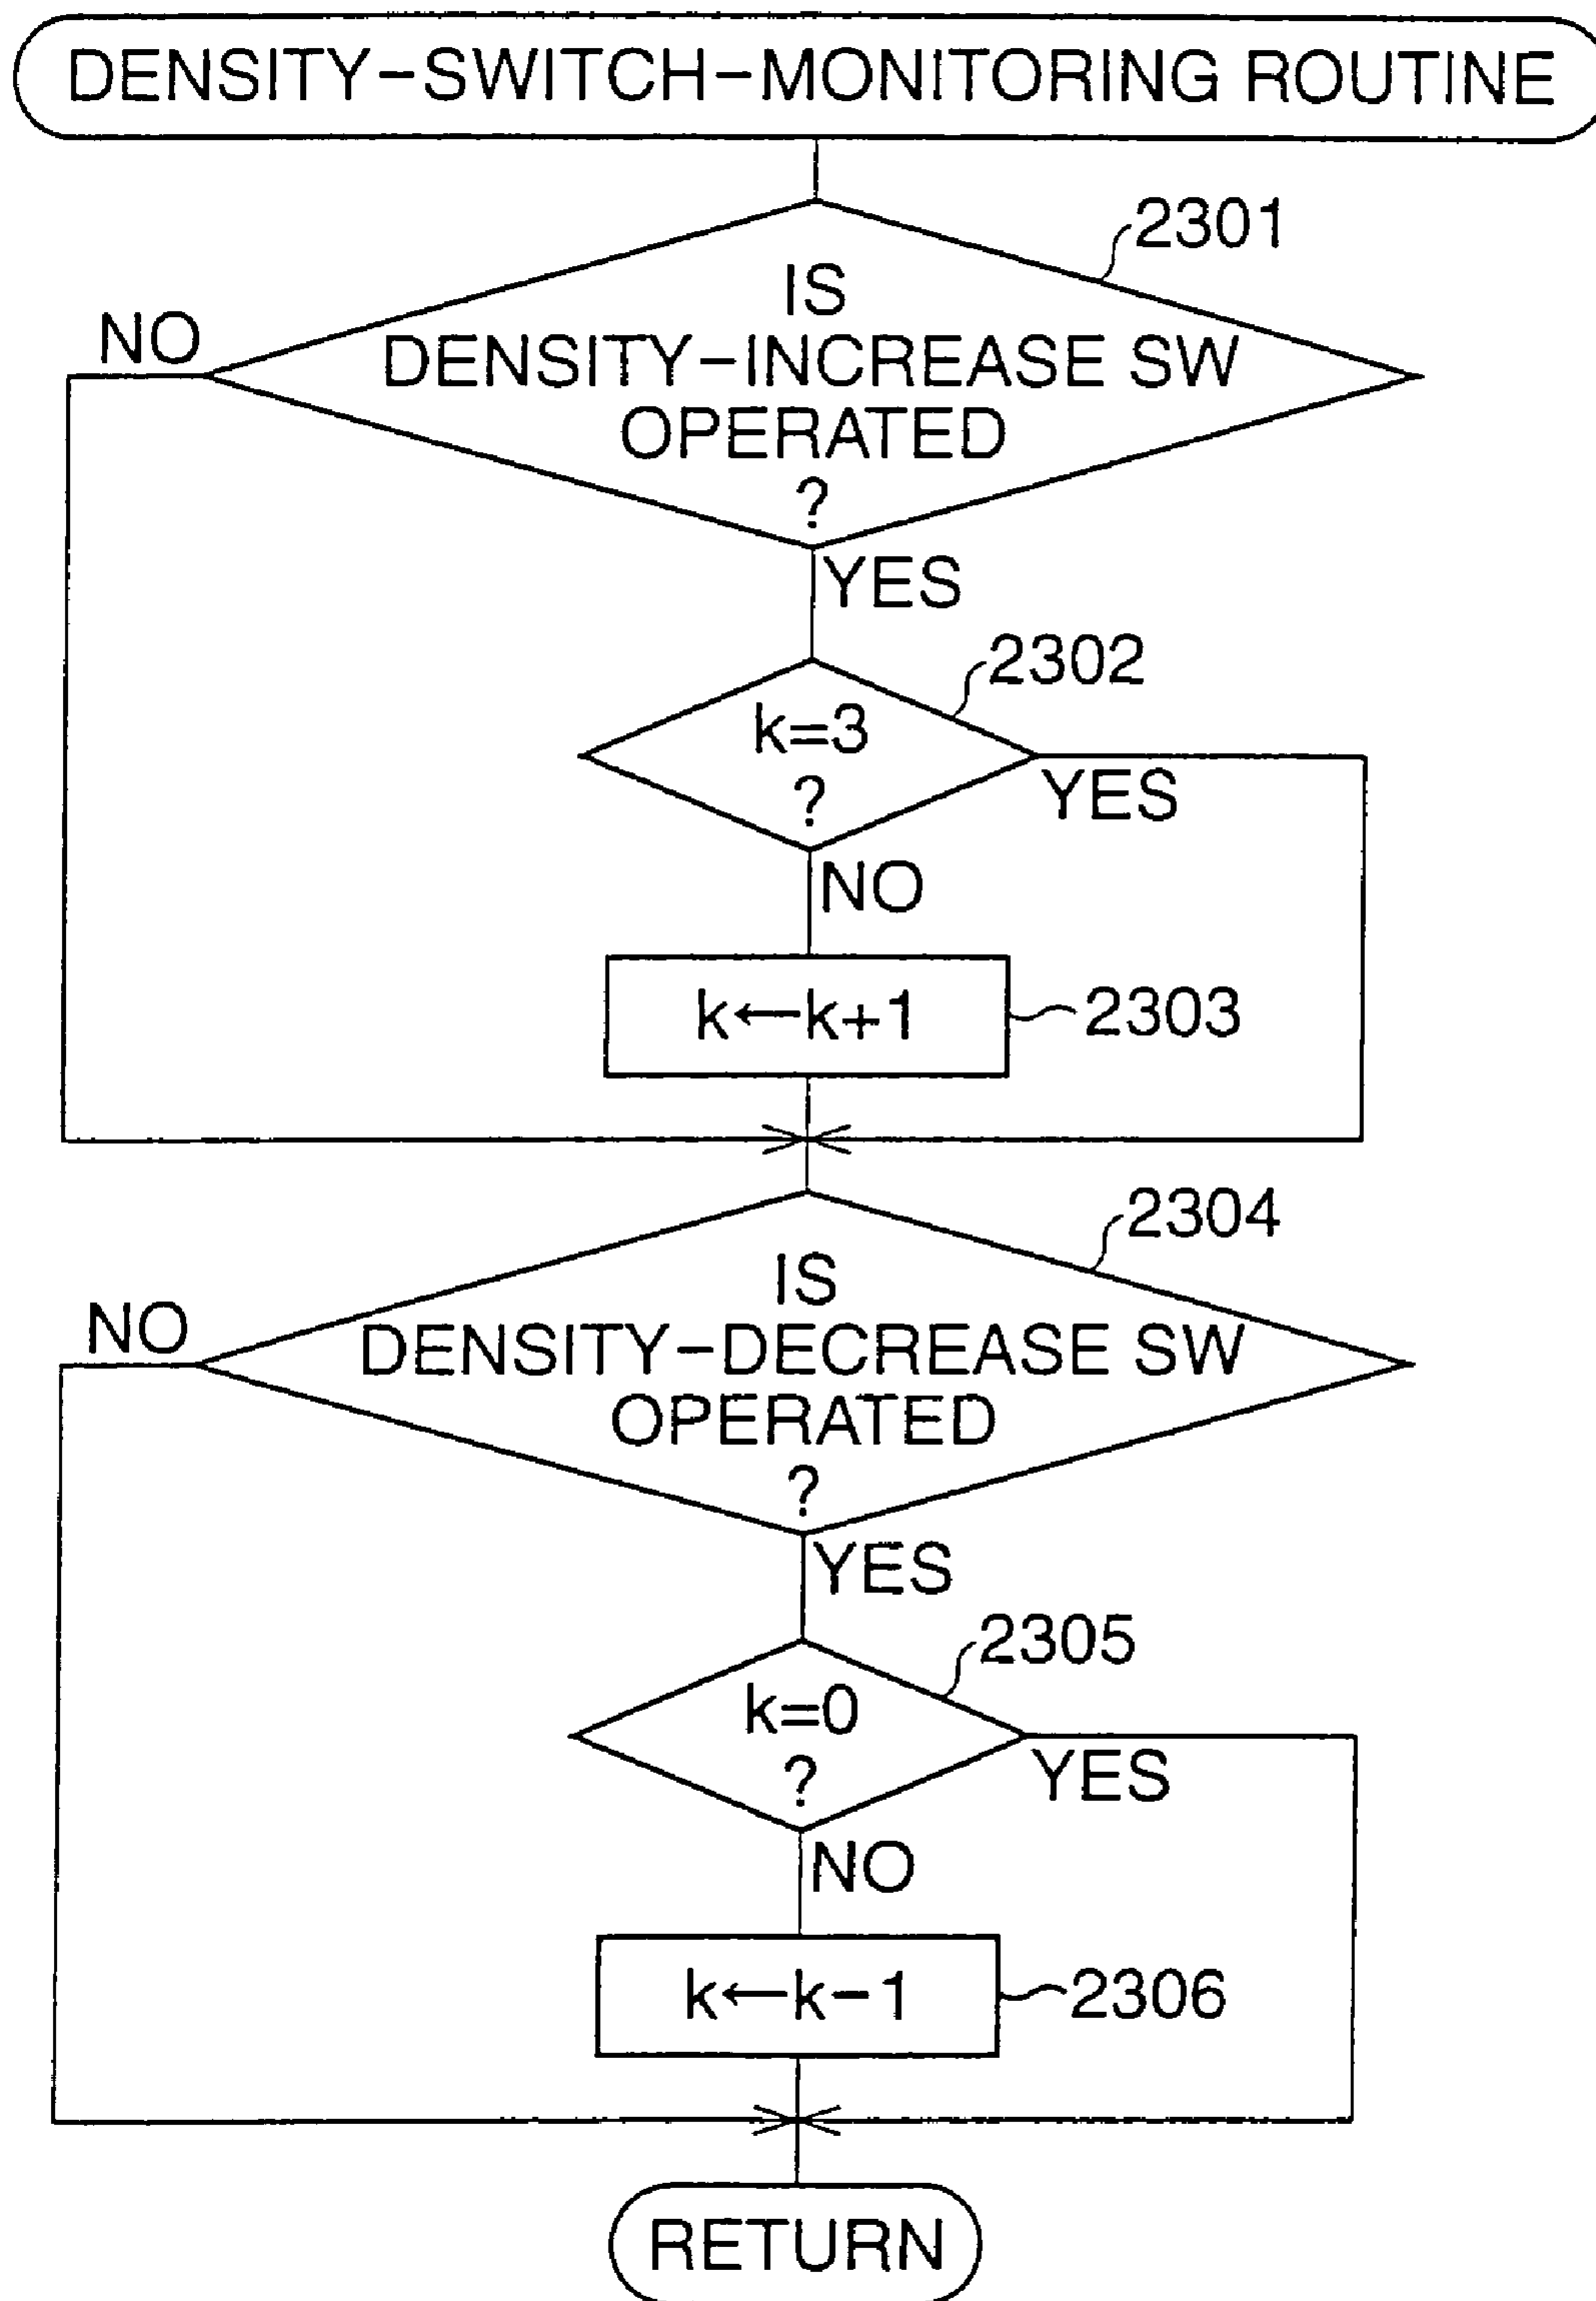 DENSITY-SWITCH-MONITORING ROUTINE
2301
IS
NO
DENSITY-INCREASE SW
OPERATED
?
YES
2302
k=3
?
YES
NO
k←k+1
2303
2304
IS
NO
DENSITY-DECREASE SW
OPERATED
?
YES
2305
k=0
?
YES
NO
k←k-1
2306
RETURN